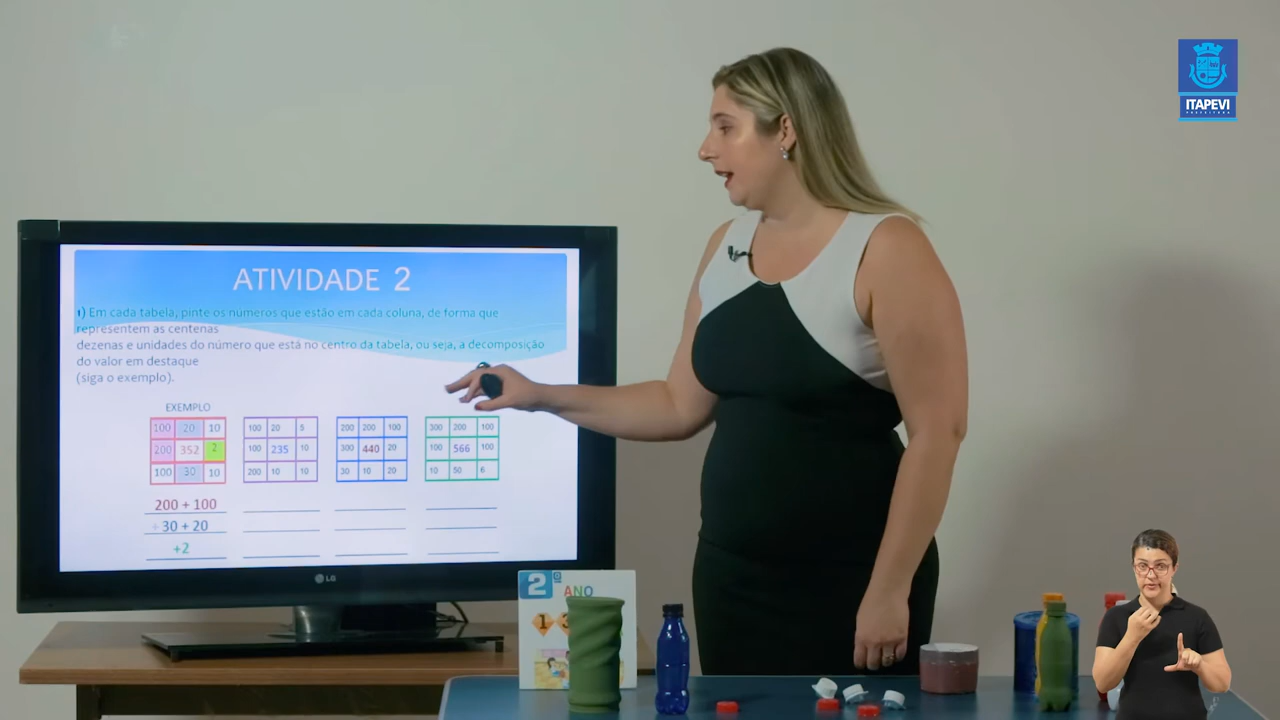 ITAPEVI
PREFEITURA
ATIVIDADE 2
1) Em cada tabela, pinte os números que estão em cada coluna, de forma que
representem as centenas
dezenas e unidades do número que está no centro da tabela, ou seja, a decomposição
do valor em destaque
(siga o exemplo).
EXEMPLO
100 20 10
200 352 2
100 30 10
100 20 5
100 235 10
200 10 10
200 200 100
300 440 20
30 10 20
300 200 100
100 566 100
10 50 6
200 + 100
+ 30 + 20
+2
LG
2º
ANO
1